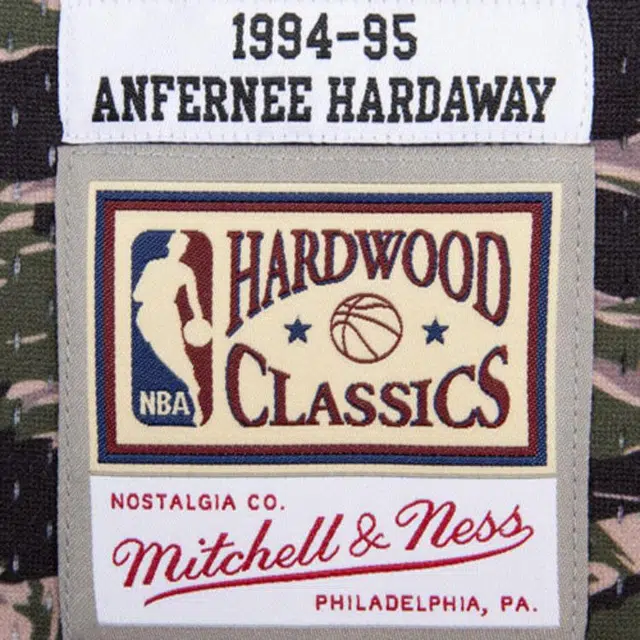 1994-95
ANFERNEE HARDAWAY
HARDWOOD
CLASSICS
NBA
NOSTALGIA CO.
Mitchell & Ness
PHILADELPHIA, PA.